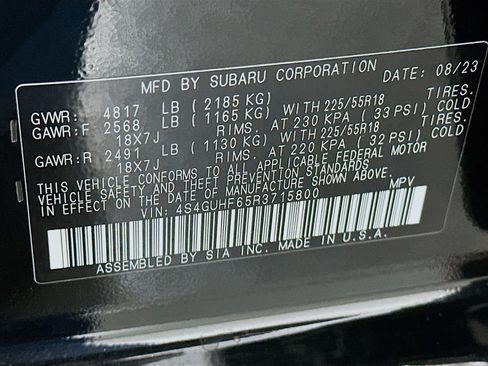 MFD BY SUBARU CORPORATION DATE: 08/23
GVWR: 4817 LB (2185 KG)
GAWR:F 2568 LB (1165 KG) WITH 225/55R18 TIRES.
18X7J RIMS. AT 230 KPA (33 PSI) COLD
GAWR:R 2491 LB (1130 KG) WITH 225/55R18 TIRES.
18X7J RIMS. AT 220 KPA (32 PSI) COLD
THIS VEHICLE CONFORMS TO ALL APPLICABLE FEDERAL MOTOR
VEHICLE SAFETY AND THEFT PREVENTION STANDARDS IN EFFECT
ON THE DATE OF MANUFACTURE SHOWN ABOVE.
VIN: 4S4GUHF65R3715800 MPV
ASSEMBLED BY SIA INC. MADE IN U.S.A.